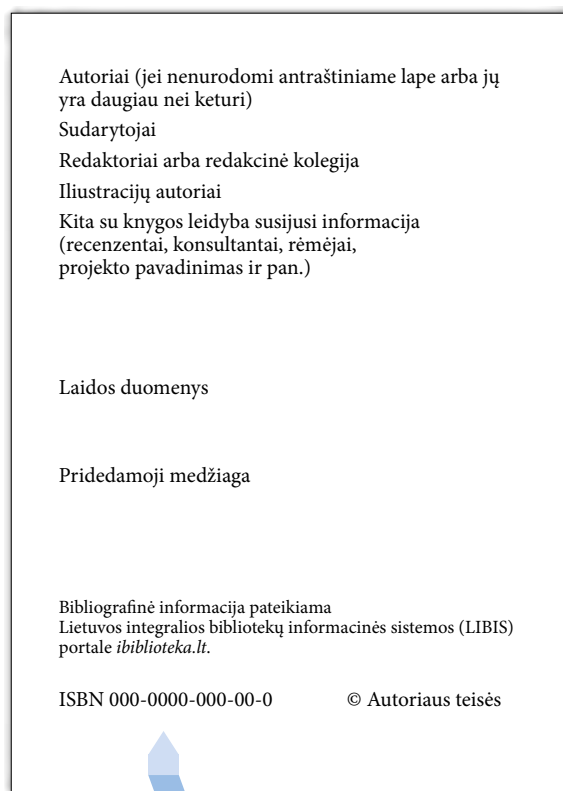 Autoriai (jei nenurodomi antraštiniame lape arba jų
yra daugiau nei keturi)
Sudarytojai
Redaktoriai arba redakcinė kolegija
Iliustracijų autoriai
Kita su knygos leidyba susijusi informacija
(recenzentai, konsultantai, rėmėjai,
projekto pavadinimas ir pan.)
Laidos duomenys
Pridedamoji medžiaga
Bibliografinė informacija pateikiama
Lietuvos integralios bibliotekų informacinės sistemos (LIBIS)
portale ibiblioteka.lt.
ISBN 000-0000-000-00-0 © Autoriaus teisės